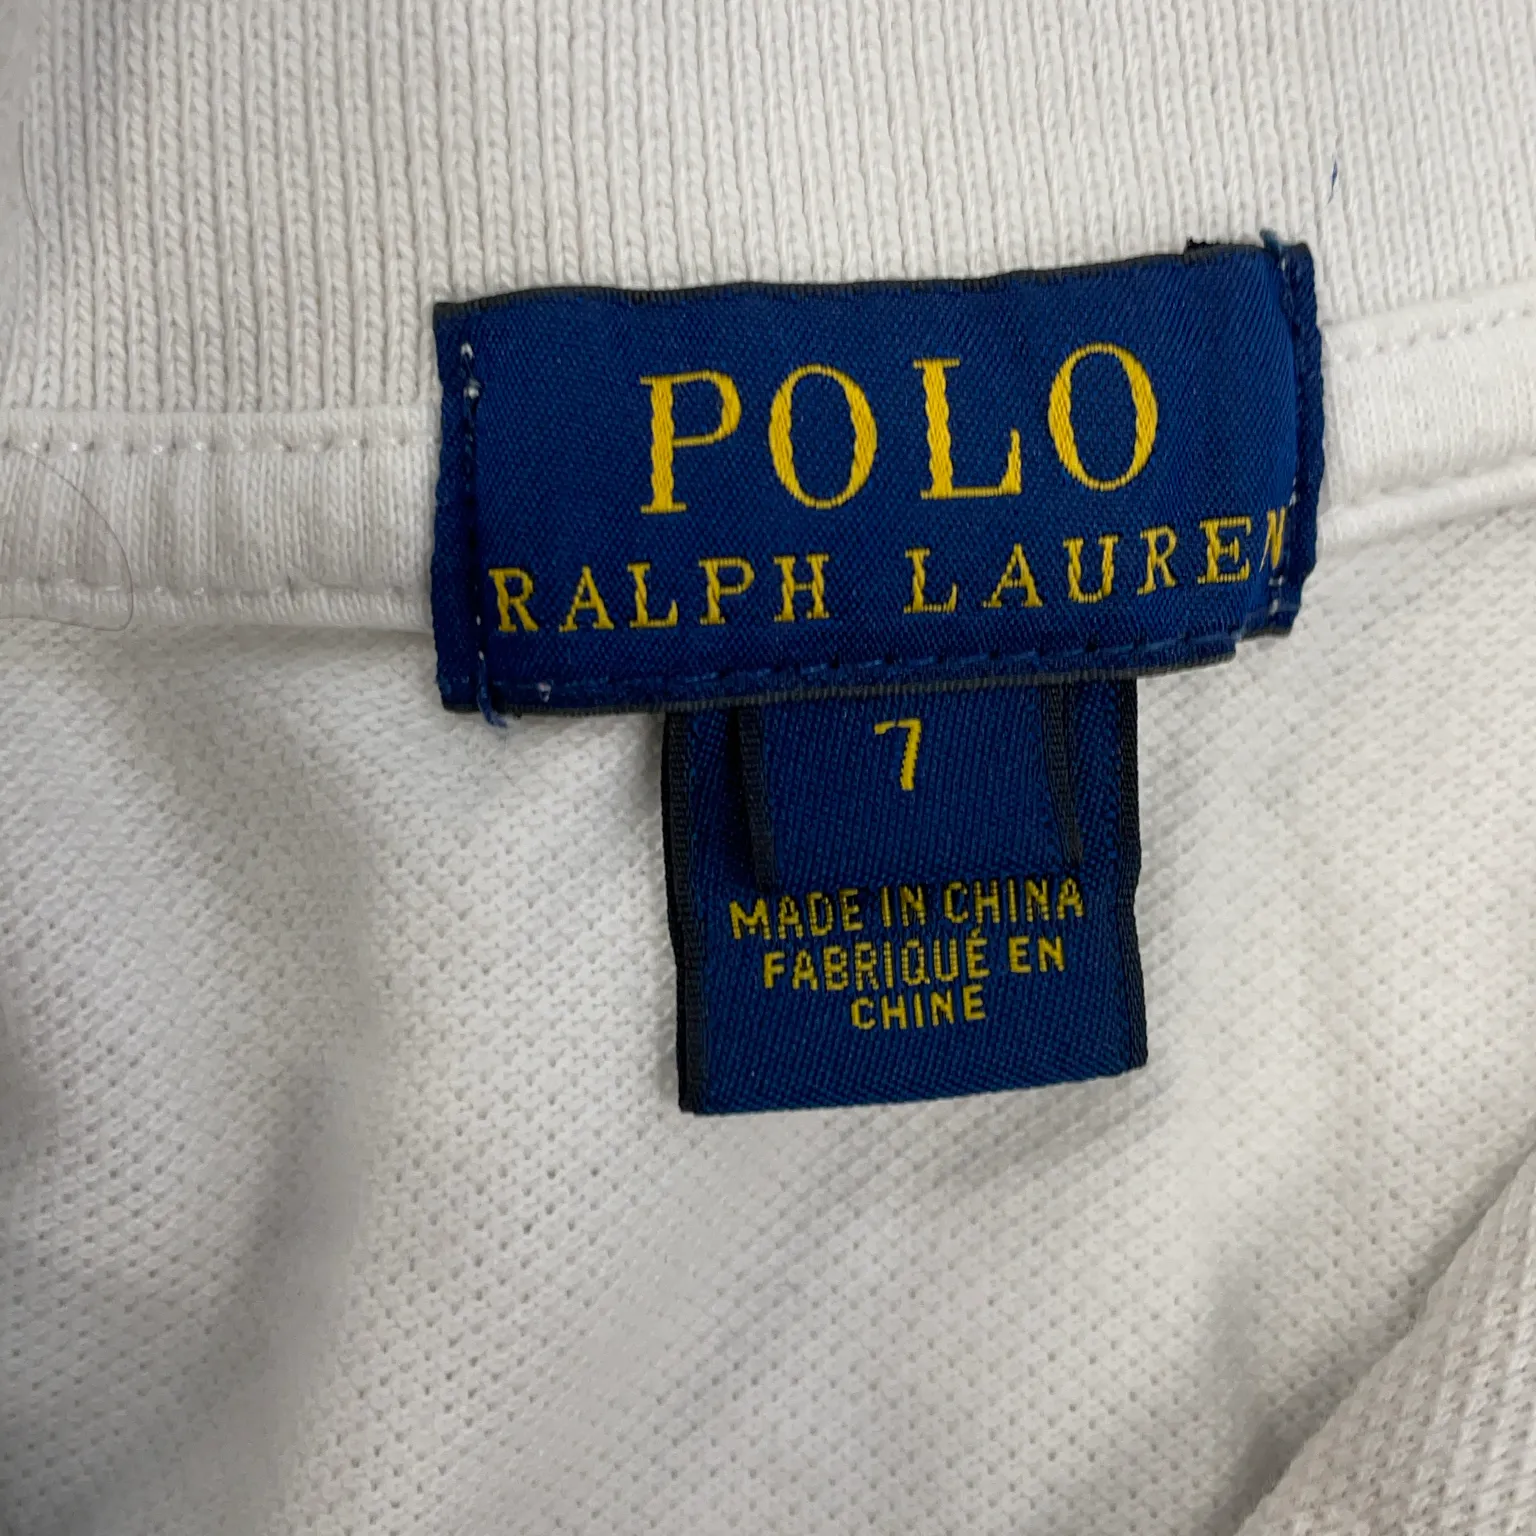 POLO
RALPH LAUREN
7
MADE IN CHINA
FABRIQUÉ EN
CHINE